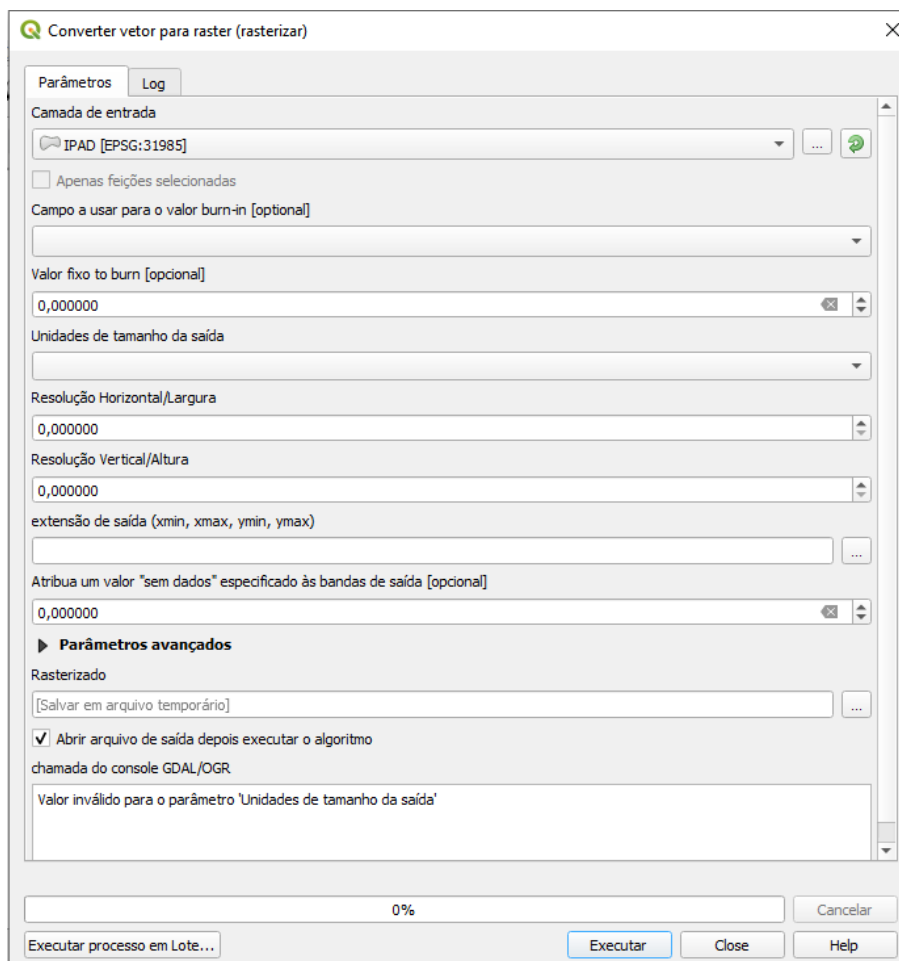 Converter vetor para raster (rasterizar)
Parâmetros Log
Camada de entrada
IPAD [EPSG:31985]
...
Apenas feições selecionadas
Campo a usar para o valor burn-in [optional]
Valor fixo to burn [opcional]
0,000000
Unidades de tamanho da saída
Resolução Horizontal/Largura
0,000000
Resolução Vertical/Altura
0,000000
extensão de saída (xmin, xmax, ymin, ymax)
...
Atribua um valor "sem dados" especificado às bandas de saída [opcional]
0,000000
Parâmetros avançados
Rasterizado
[Salvar em arquivo temporário]
...
Abrir arquivo de saída depois executar o algoritmo
chamada do console GDAL/OGR
Valor inválido para o parâmetro 'Unidades de tamanho da saída'
0%
Cancelar
Executar processo em Lote...
Executar
Close
Help